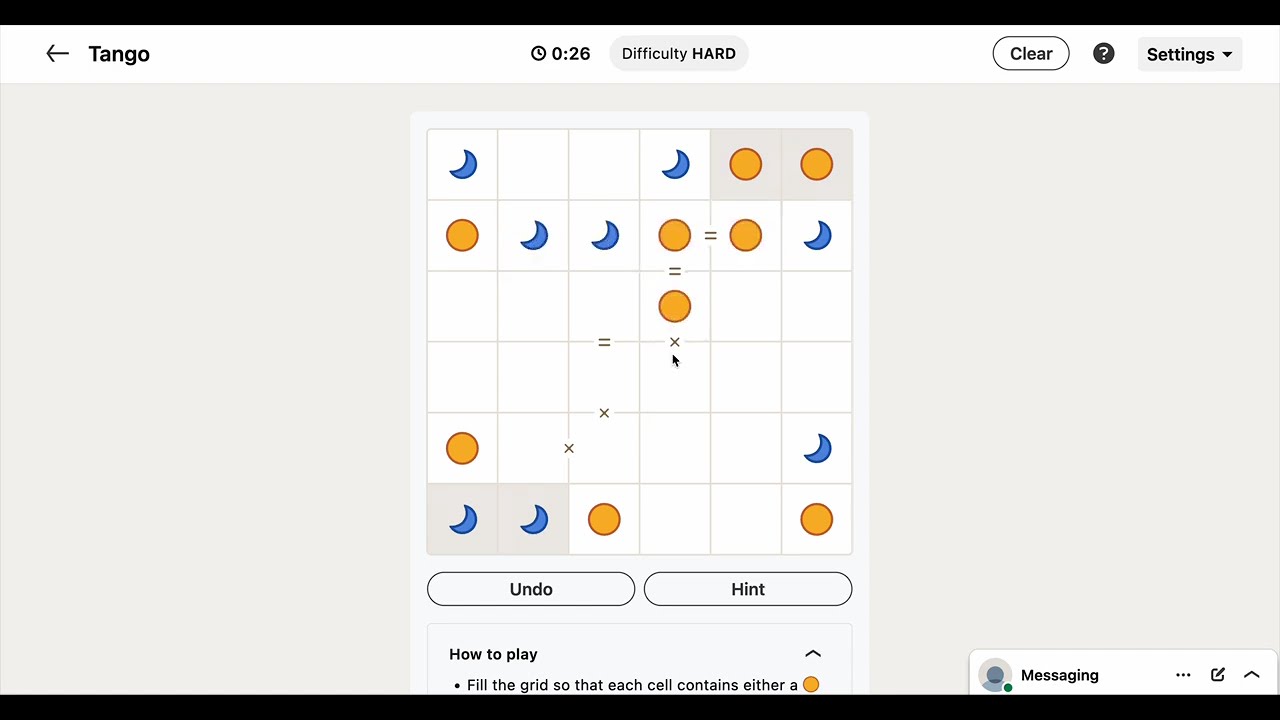 Tango
0:26
Difficulty HARD
Clear
?
Settings
=
=
= ×
×
×
Undo
Hint
How to play
• Fill the grid so that each cell contains either a
Messaging